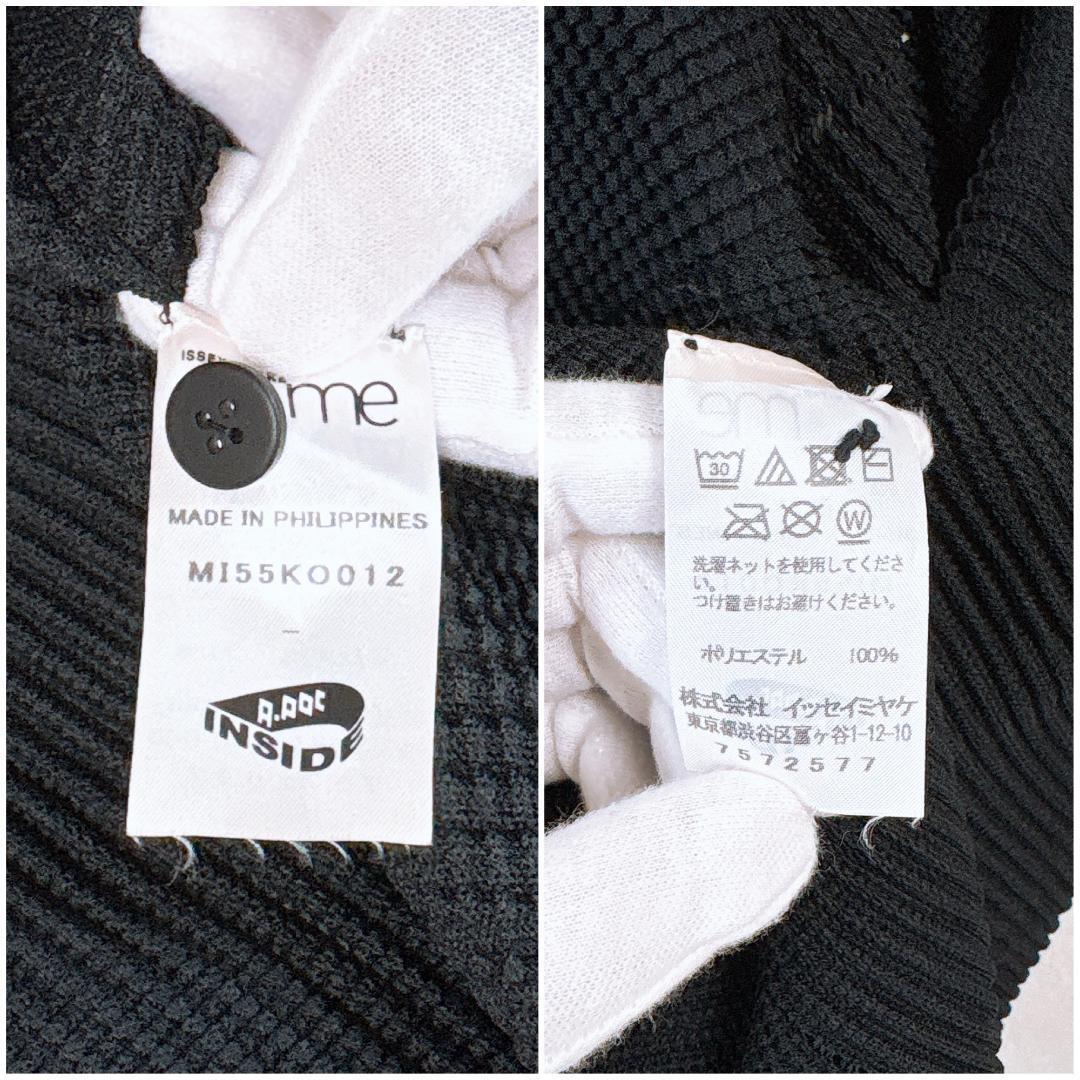 ISSEY
me
MADE IN PHILIPPINES
MI55KO012
–
A.POC
INSIDE
30
W
洗濯ネットを使用してくださ
い。
つけ置きはお避けください。
ポリエステル 100%
株式会社 イッセイミヤケ
東京都渋谷区富ヶ谷1-12-10
7572577